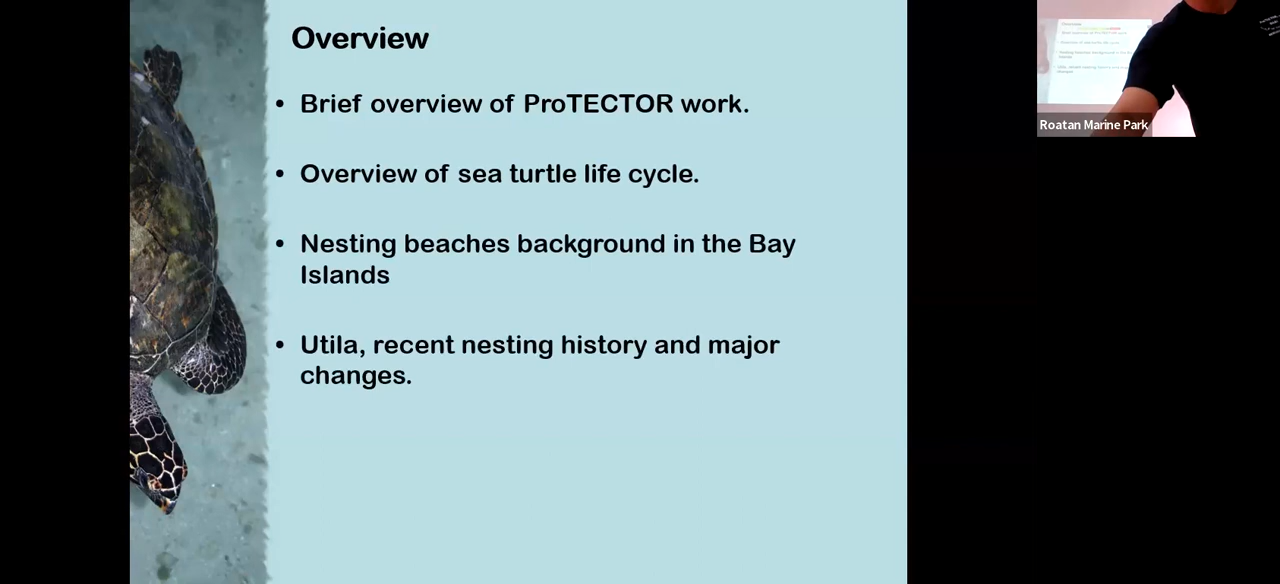 Overview
• Brief overview of ProTECTOR work.
• Overview of sea turtle life cycle.
• Nesting beaches background in the Bay
Islands
• Utila, recent nesting history and major
changes.
Roatan Marine Park